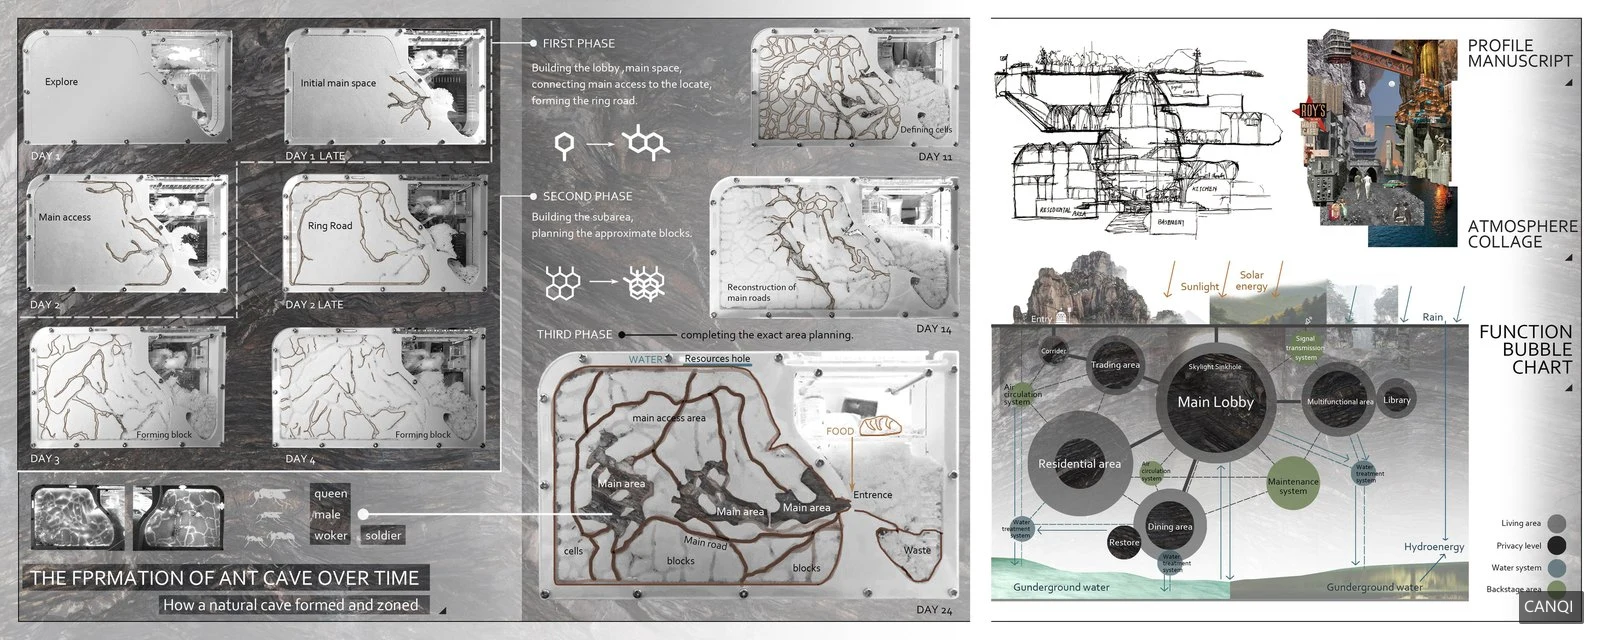 Explore
DAY 1
Initial main space
DAY 1 LATE
Main access
DAY 2
Ring Road
DAY 2 LATE
Forming block
DAY 3
Forming block
DAY 4
queen
male
woker
soldier
THE FPRMATION OF ANT CAVE OVER TIME
How a natural cave formed and zoned
FIRST PHASE
Building the lobby ,main space,
connecting main access to the locate,
forming the ring road.
SECOND PHASE
Building the subarea,
planning the approximate blocks.
THIRD PHASE
completing the exact area planning.
Defining cells
DAY 11
Reconstruction of
main roads
DAY 14
WATER
Resources hole
main access area
FOOD
Main area
Main area
Main area
Entrence
Main road
cells
blocks
blocks
Waste
DAY 24
RESIDENTAL AREA
KITCHEN
BASEMENT
ROY'S
CAFE
PROFILE
MANUSCRIPT
ATMOSPHERE
COLLAGE
FUNCTION
BUBBLE
CHART
Sunlight
Solar
energy
Rain
Entry
Corrider
Trading area
Signal
transmission
system
Skylight Sinkhole
Main Lobby
Multifunctional area
Library
Air
circulation
system
Residential area
Air
circulation
system
Maintenance
system
Water
treatment
system
Water
treatment
system
Dining area
Restore
Water
treatment
system
Hydroenergy
Gunderground water
Gunderground water
Living area
Privacy level
Water system
Backstage area
CANQI